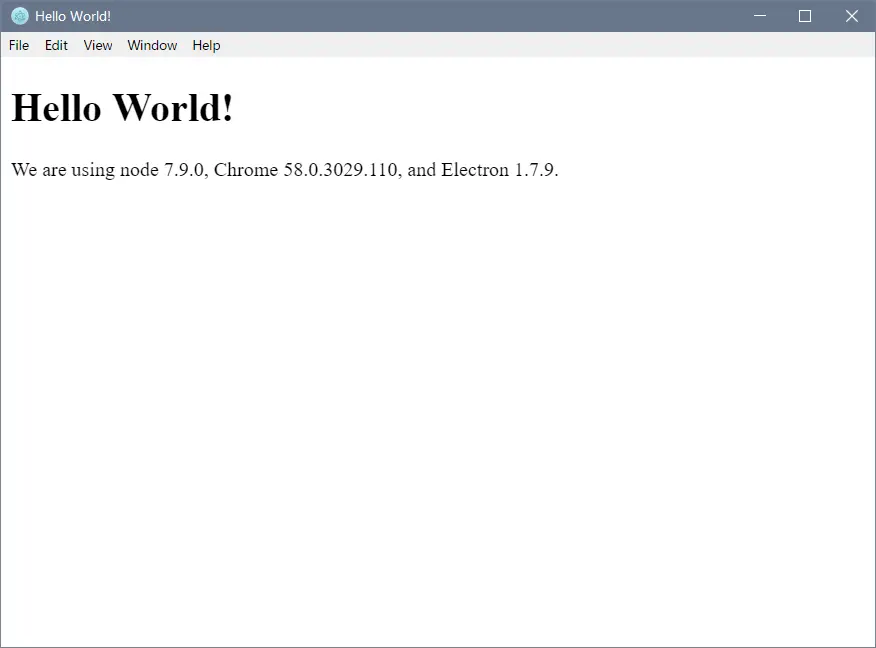 Hello World!
File Edit View Window Help
Hello World!
We are using node 7.9.0, Chrome 58.0.3029.110, and Electron 1.7.9.